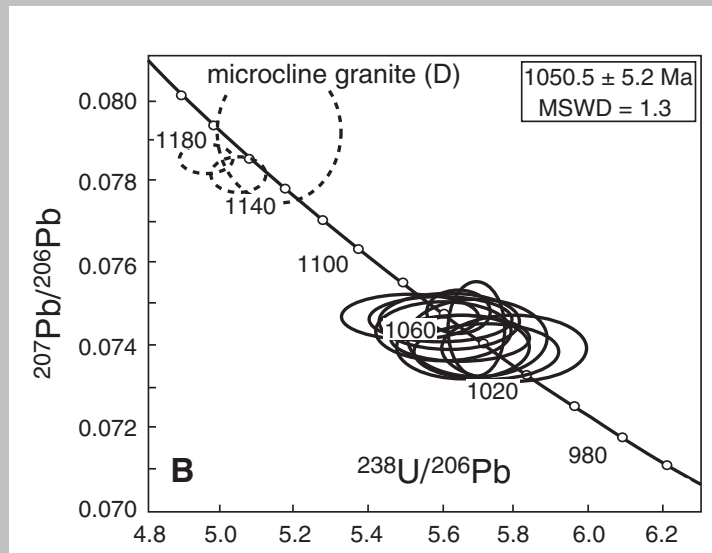 microcline granite (D)
1050.5 ± 5.2 Ma
MSWD = 1.3
0.080
0.078
0.076
0.074
0.072
0.070
207Pb/206Pb
1180
1140
1100
1060
1020
980
B
238U/206Pb
4.8 5.0 5.2 5.4 5.6 5.8 6.0 6.2